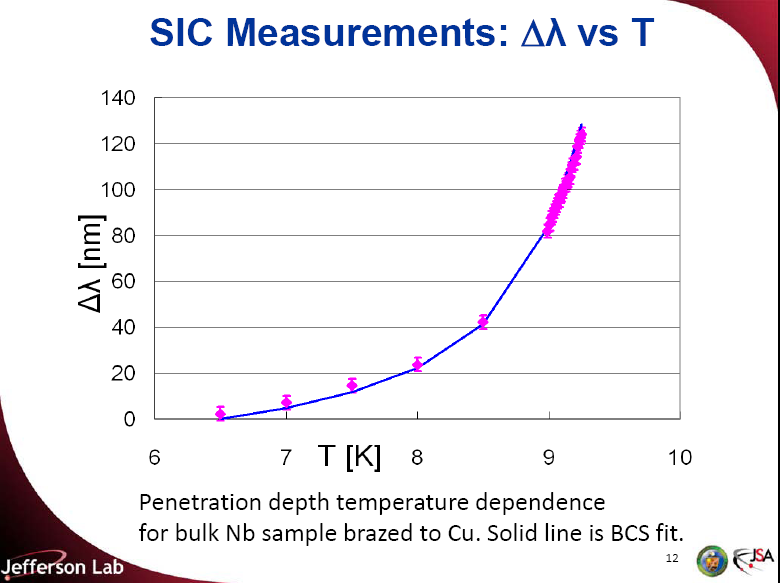 SIC Measurements: Δλ vs T
140
120
100
80
60
40
20
0
Δλ [nm]
6 7 T [K] 8 9 10
Penetration depth temperature dependence
for bulk Nb sample brazed to Cu. Solid line is BCS fit.
12
Jefferson Lab
JSA